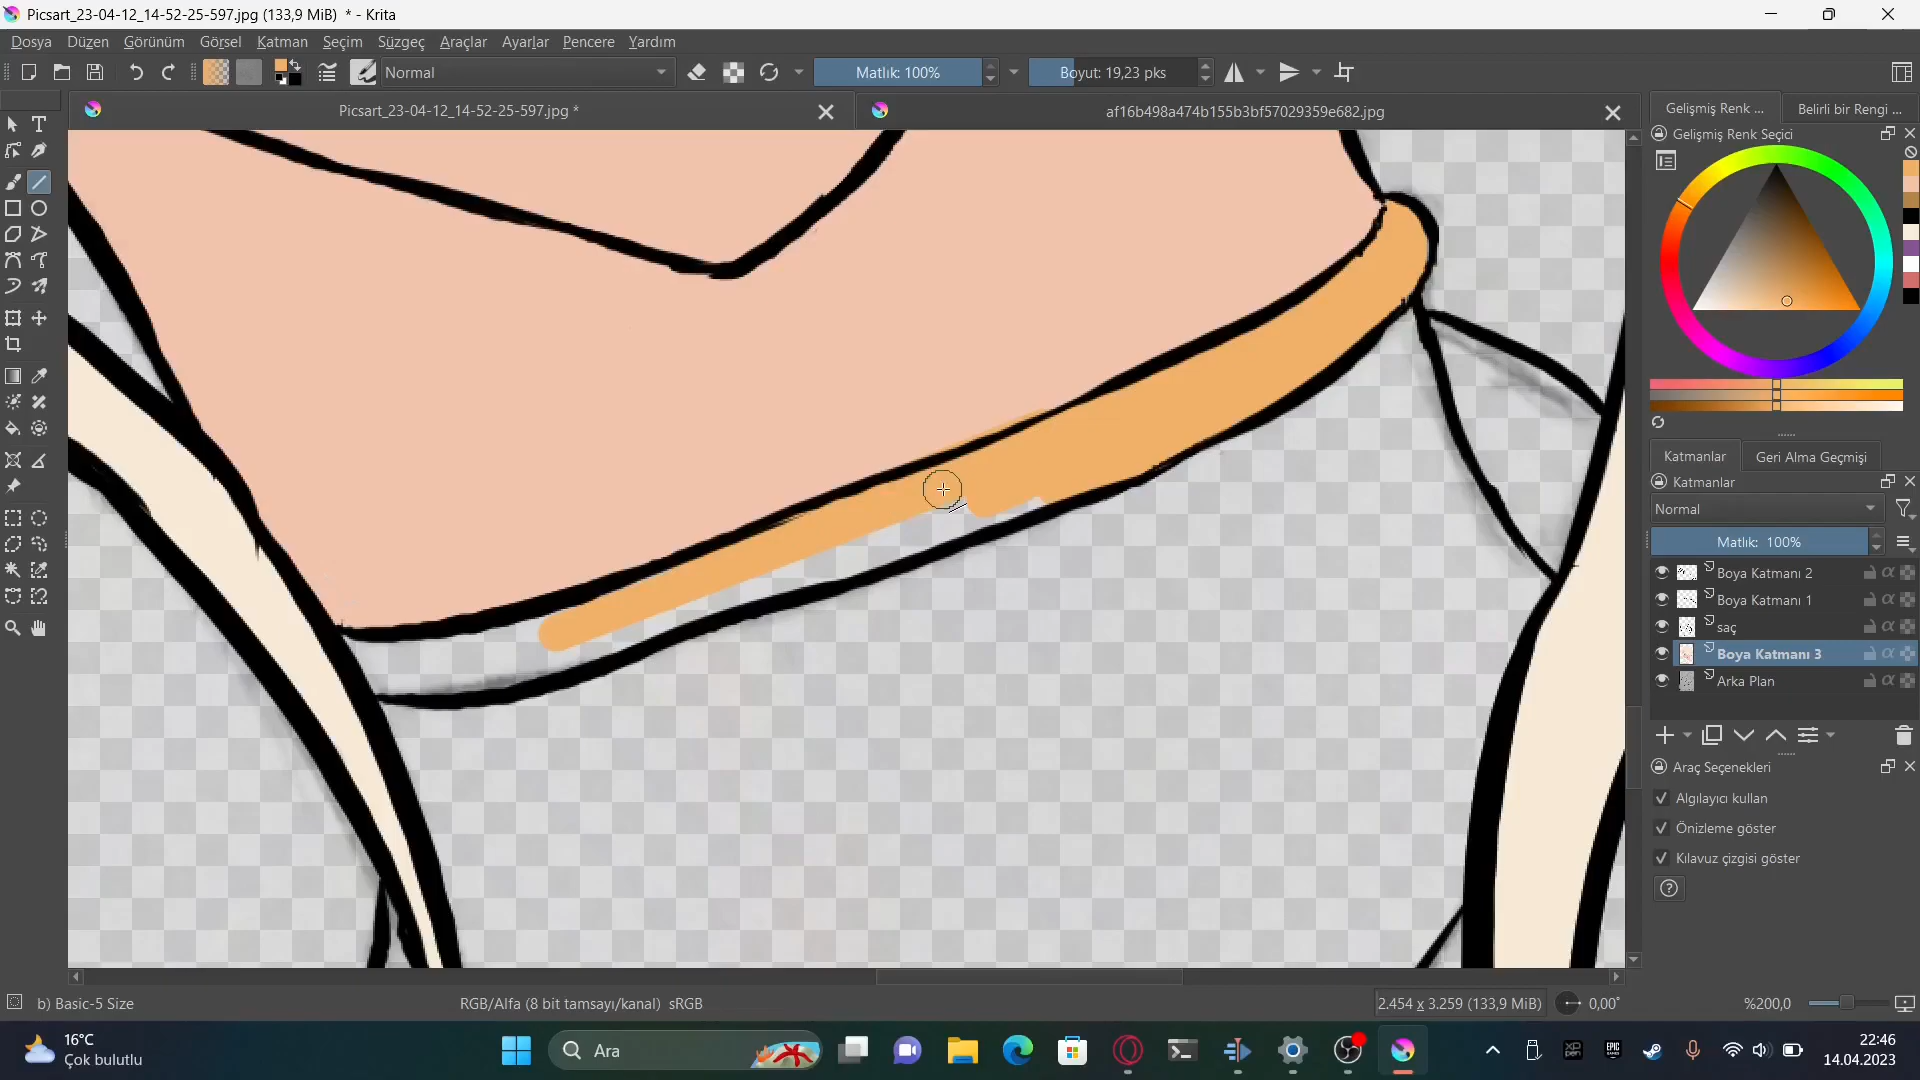 Picsart_23-04-12_14-52-25-597.jpg (133,9 MiB) * - Krita
Dosya Düzen Görünüm Görsel Katman Seçim Süzgeç Araçlar Ayarlar Pencere Yardım
Normal Matlık: 100% Boyut: 19,23 pks
Picsart_23-04-12_14-52-25-597.jpg * af16b498a474b155b3bf57029359e682.jpg
Gelişmiş Renk ... Belirli bir Rengi ...
Gelişmiş Renk Seçici
Katmanlar Geri Alma Geçmişi
Katmanlar
Normal
Matlık: 100%
Boya Katmanı 2
Boya Katmanı 1
saç
Boya Katmanı 3
Arka Plan
Araç Seçenekleri
Algılayıcı kullan
Önizleme göster
Kılavuz çizgisi göster
b) Basic-5 Size RGB/Alfa (8 bit tamsayı/kanal) sRGB 2.454 x 3.259 (133,9 MiB) 0,00° %200,0
16°C
Çok bulutlu
Ara
XP PEN
EPIC GAMES
22:46
14.04.2023